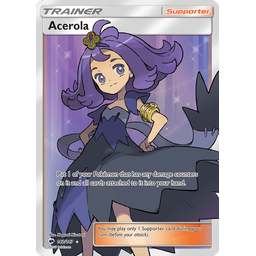 TRAINER
Supporter
Acerola
Put 1 of your Pokémon that has any damage counters
on it and all cards attached to it into your hand.
You may play only 1 Supporter card during your
turn (before your attack).